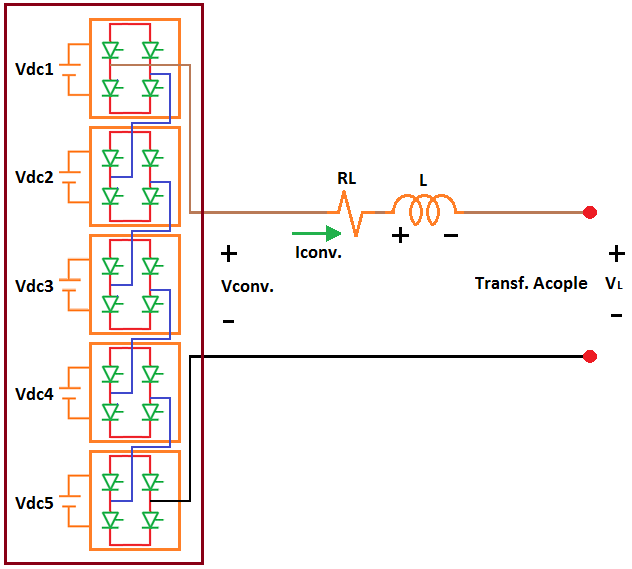 Vdc1
Vdc2
Vdc3
Vdc4
Vdc5
RL
L
+ −
Iconv.
+
Vconv.
−
Transf. Acople
+
VL
−